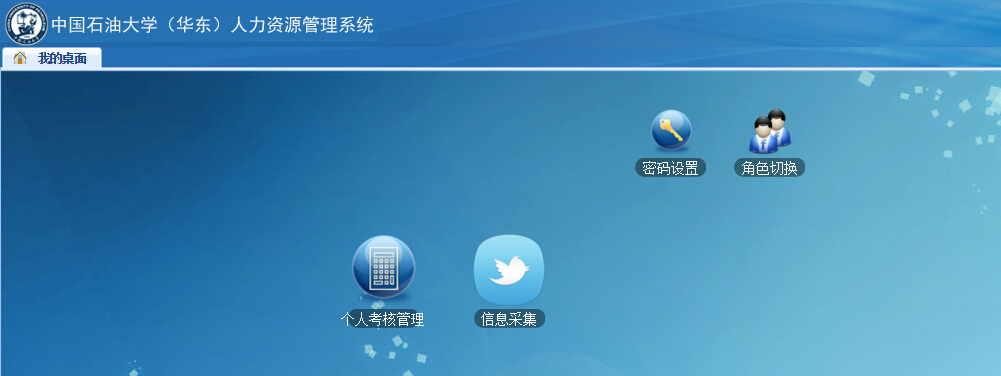 中国石油大学（华东）人力资源管理系统
我的桌面
密码设置
角色切换
个人考核管理
信息采集